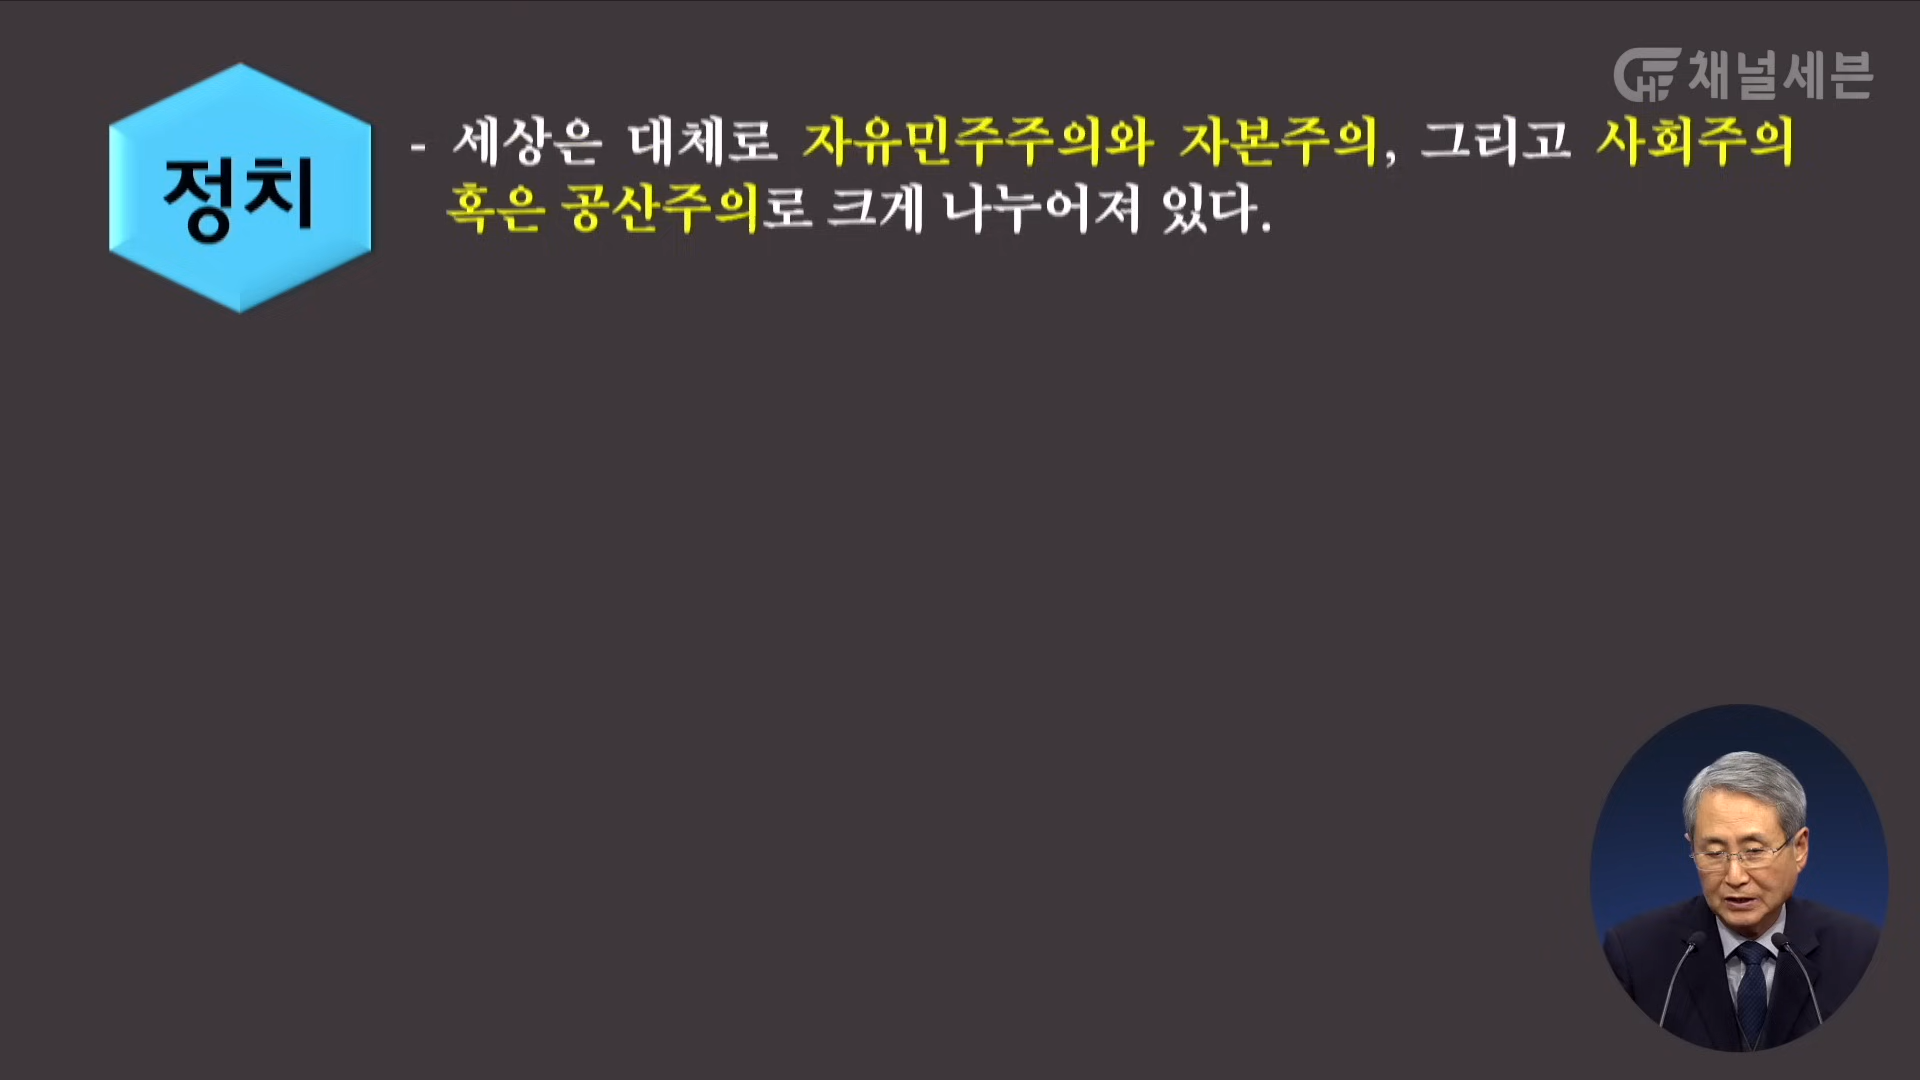 CH7 채널세븐
정치
- 세상은 대체로 자유민주주의와 자본주의, 그리고 사회주의
혹은 공산주의로 크게 나누어져 있다.